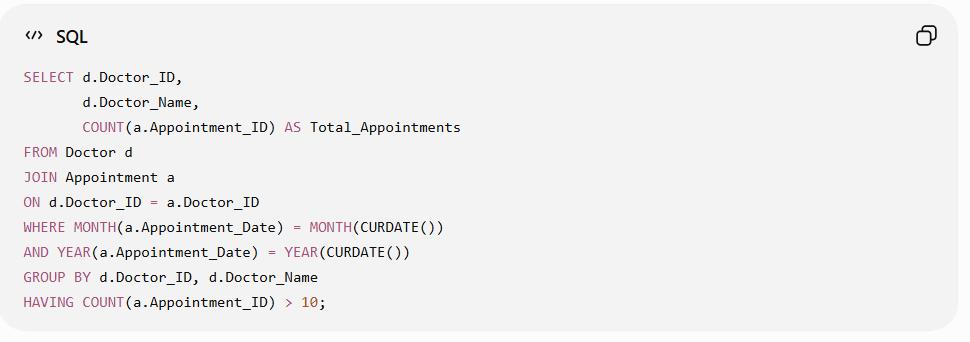 SQL
SELECT d.Doctor_ID,
       d.Doctor_Name,
       COUNT(a.Appointment_ID) AS Total_Appointments
FROM Doctor d
JOIN Appointment a
ON d.Doctor_ID = a.Doctor_ID
WHERE MONTH(a.Appointment_Date) = MONTH(CURDATE())
AND YEAR(a.Appointment_Date) = YEAR(CURDATE())
GROUP BY d.Doctor_ID, d.Doctor_Name
HAVING COUNT(a.Appointment_ID) > 10;